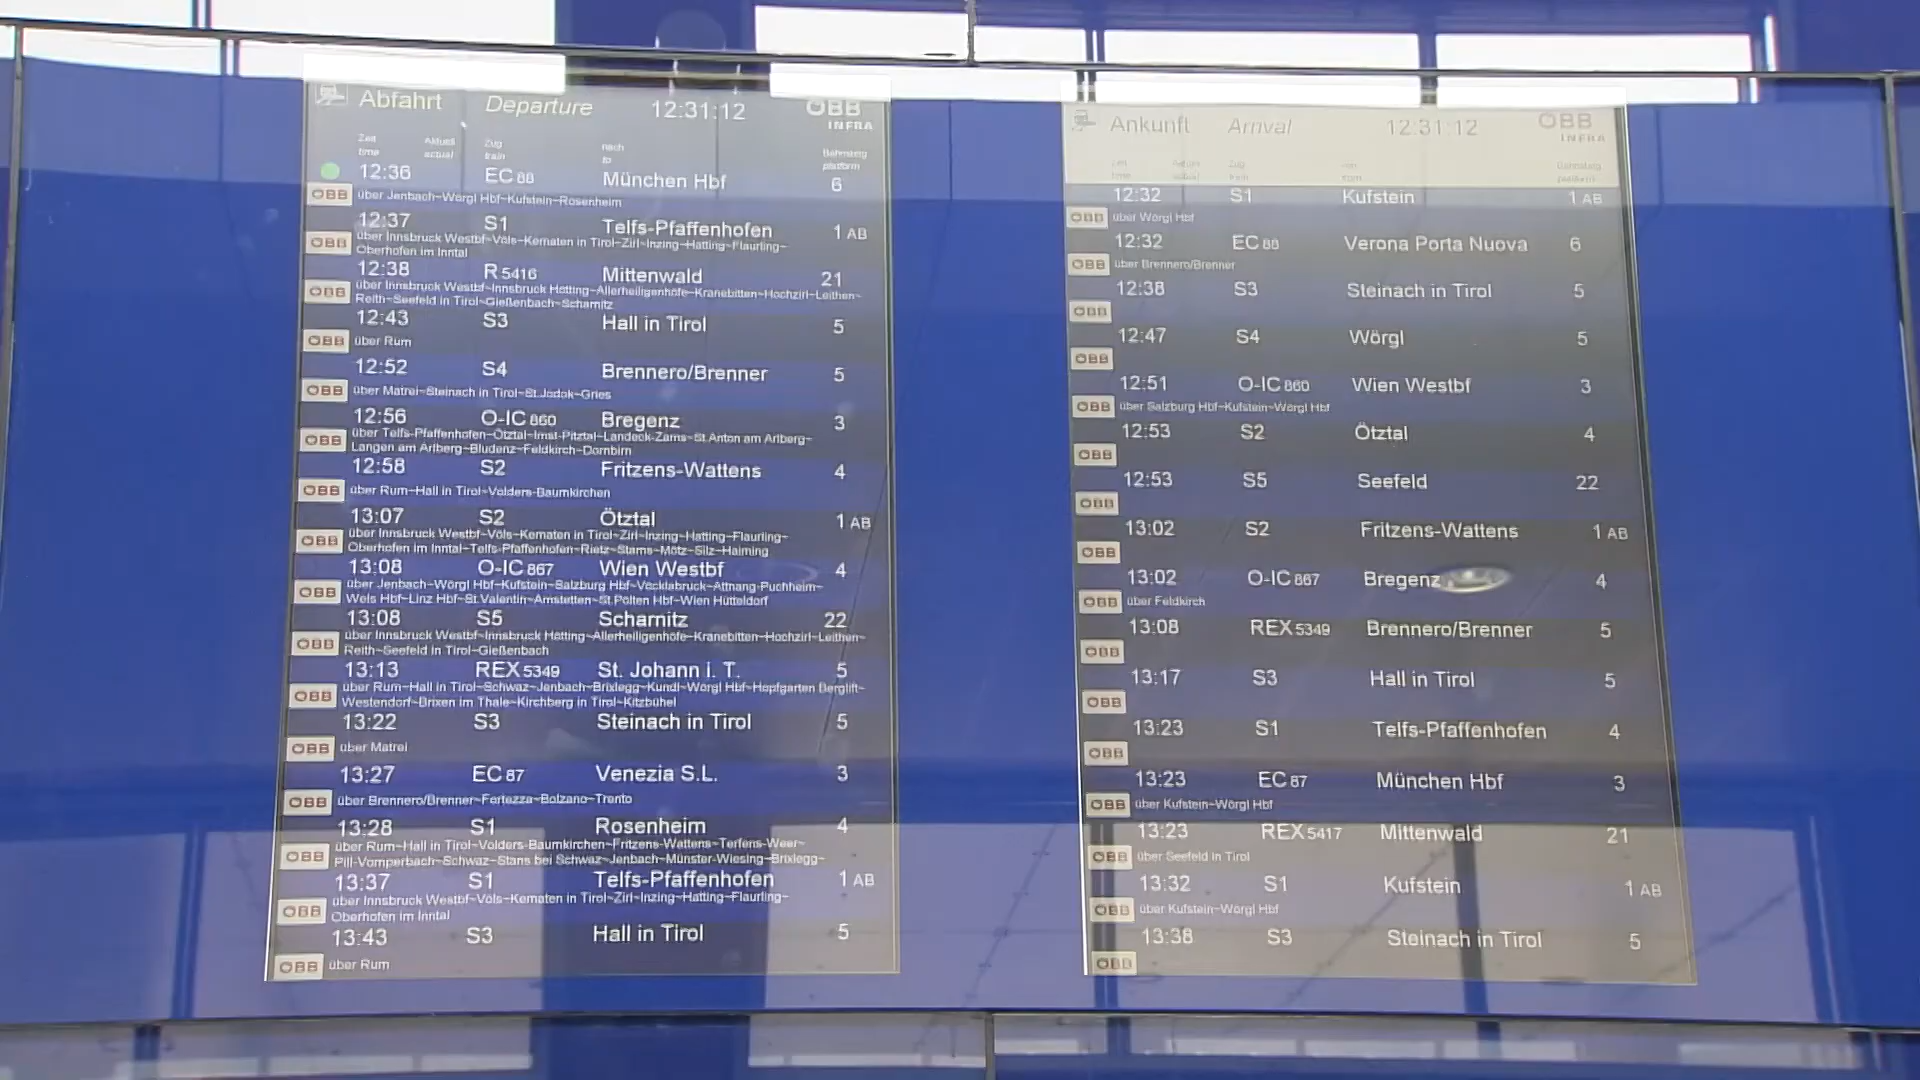 Abfahrt Departure 12:31:12 ÖBB INFRA
Zeit Aktuell Zug nach Bahnsteig
time actual train to platform
12:36 EC 88 München Hbf 6
ÖBB über Jenbach-Wörgl Hbf-Kufstein-Rosenheim
12:37 S1 Telfs-Pfaffenhofen 1 AB
ÖBB über Innsbruck Westbf-Völs-Kematen in Tirol-Zirl-Inzing-Hatting-Flaurling-
Oberhofen im Inntal
12:38 R 5416 Mittenwald 21
ÖBB über Innsbruck Westbf-Innsbruck Hötting-Allerheiligenhöfe-Kranebitten-Hochzirl-Leithen-
Reith-Seefeld in Tirol-Gießenbach-Scharnitz
12:43 S3 Hall in Tirol 5
ÖBB über Rum
12:52 S4 Brennero/Brenner 5
ÖBB über Matrei-Steinach in Tirol-St.Jodok-Gries
12:56 Ö-IC 860 Bregenz 3
ÖBB über Telfs-Pfaffenhofen-Ötztal-Imst-Pitztal-Landeck-Zams-St.Anton am Arlberg-
Langen am Arlberg-Bludenz-Feldkirch-Dornbirn
12:58 S2 Fritzens-Wattens 4
ÖBB über Rum-Hall in Tirol-Volders-Baumkirchen
13:07 S2 Ötztal 1 AB
ÖBB über Innsbruck Westbf-Völs-Kematen in Tirol-Zirl-Inzing-Hatting-Flaurling-
Oberhofen im Inntal-Telfs-Pfaffenhofen-Rietz-Stams-Mötz-Silz-Haiming
13:08 Ö-IC 867 Wien Westbf 4
ÖBB über Jenbach-Wörgl Hbf-Kufstein-Salzburg Hbf-Vöcklabruck-Attnang-Puchheim-
Wels Hbf-Linz Hbf-St.Valentin-Amstetten-St.Pölten Hbf-Wien Hütteldorf
13:08 S5 Scharnitz 22
ÖBB über Innsbruck Westbf-Innsbruck Hötting-Allerheiligenhöfe-Kranebitten-Hochzirl-Leithen-
Reith-Seefeld in Tirol-Gießenbach
13:13 REX 5349 St. Johann i. T. 5
ÖBB über Rum-Hall in Tirol-Schwaz-Jenbach-Brixlegg-Kundl-Wörgl Hbf-Hopfgarten Berglift-
Westendorf-Brixen im Thale-Kirchberg in Tirol-Kitzbühel
13:22 S3 Steinach in Tirol 5
ÖBB über Matrei
13:27 EC 87 Venezia S.L. 3
ÖBB über Brennero/Brenner-Fortezza-Bolzano-Trento
13:28 S1 Rosenheim 4
ÖBB über Rum-Hall in Tirol-Volders-Baumkirchen-Fritzens-Wattens-Terfens-Weer-
Pill-Vomperbach-Schwaz-Stans bei Schwaz-Jenbach-Münster-Wiesing-Brixlegg-
13:37 S1 Telfs-Pfaffenhofen 1 AB
ÖBB über Innsbruck Westbf-Völs-Kematen in Tirol-Zirl-Inzing-Hatting-Flaurling-
Oberhofen im Inntal
13:43 S3 Hall in Tirol 5
ÖBB über Rum
Ankunft Arrival 12:31:12 ÖBB INFRA
Zeit Aktuell Zug von Bahnsteig
time actual train from platform
12:32 S1 Kufstein 1 AB
ÖBB über Wörgl Hbf
12:32 EC 88 Verona Porta Nuova 6
ÖBB über Brennero/Brenner
12:38 S3 Steinach in Tirol 5
ÖBB
12:47 S4 Wörgl 5
ÖBB
12:51 Ö-IC 860 Wien Westbf 3
ÖBB über Salzburg Hbf-Kufstein-Wörgl Hbf
12:53 S2 Ötztal 4
ÖBB
12:53 S5 Seefeld 22
ÖBB
13:02 S2 Fritzens-Wattens 1 AB
ÖBB
13:02 Ö-IC 867 Bregenz 4
ÖBB über Feldkirch
13:08 REX 5349 Brennero/Brenner 5
ÖBB
13:17 S3 Hall in Tirol 5
ÖBB
13:23 S1 Telfs-Pfaffenhofen 4
ÖBB
13:23 EC 87 München Hbf 3
ÖBB über Kufstein-Wörgl Hbf
13:23 REX 5417 Mittenwald 21
ÖBB über Seefeld in Tirol
13:32 S1 Kufstein 1 AB
ÖBB über Kufstein-Wörgl Hbf
13:38 S3 Steinach in Tirol 5
ÖBB